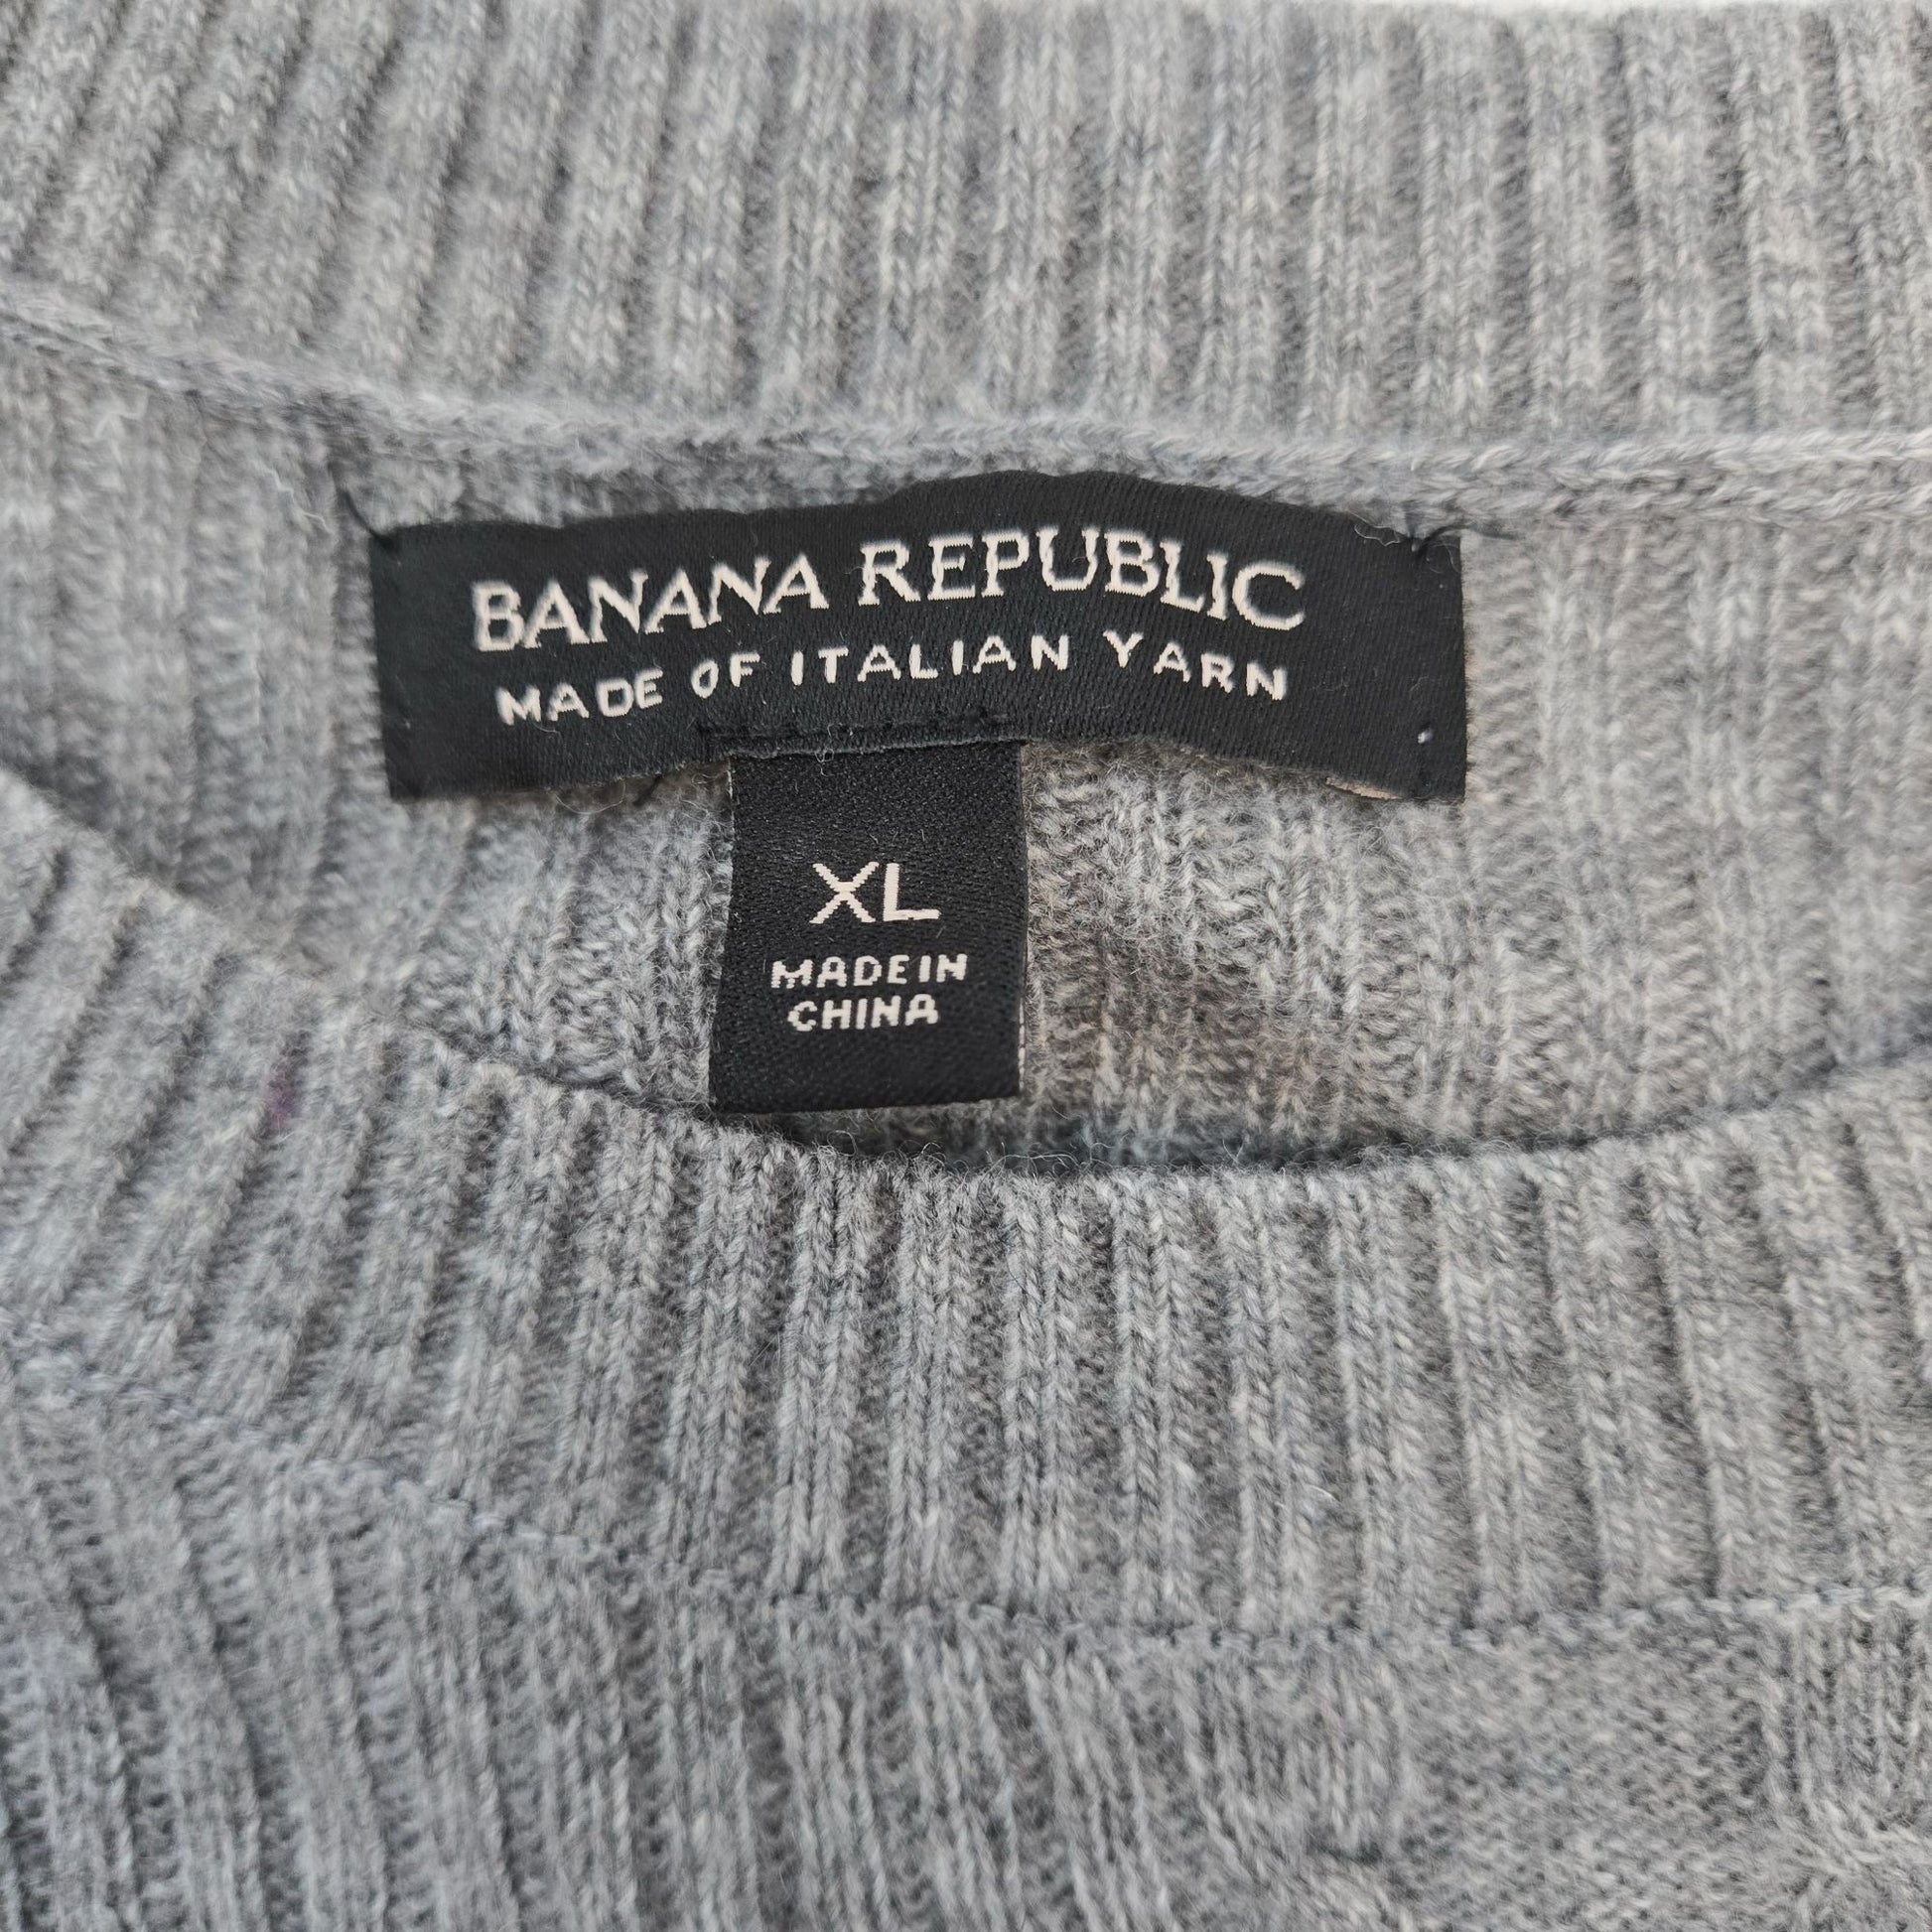 BANANA REPUBLIC
MADE OF ITALIAN YARN
XL
MADE IN
CHINA